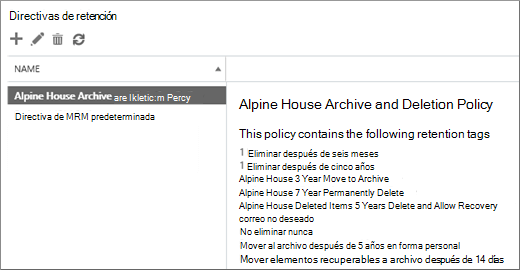 Directivas de retención
NAME
Alpine House Archive are Ikletic:m Percy
Directiva de MRM predeterminada
Alpine House Archive and Deletion Policy
This policy contains the following retention tags
1 Eliminar después de seis meses
1 Eliminar después de cinco años
Alpine House 3 Year Move to Archive
Alpine House 7 Year Permanently Delete
Alpine House Deleted Items 5 Years Delete and Allow Recovery
correo no deseado
No eliminar nunca
Mover al archivo después de 5 años en forma personal
Mover elementos recuperables a archivo después de 14 días